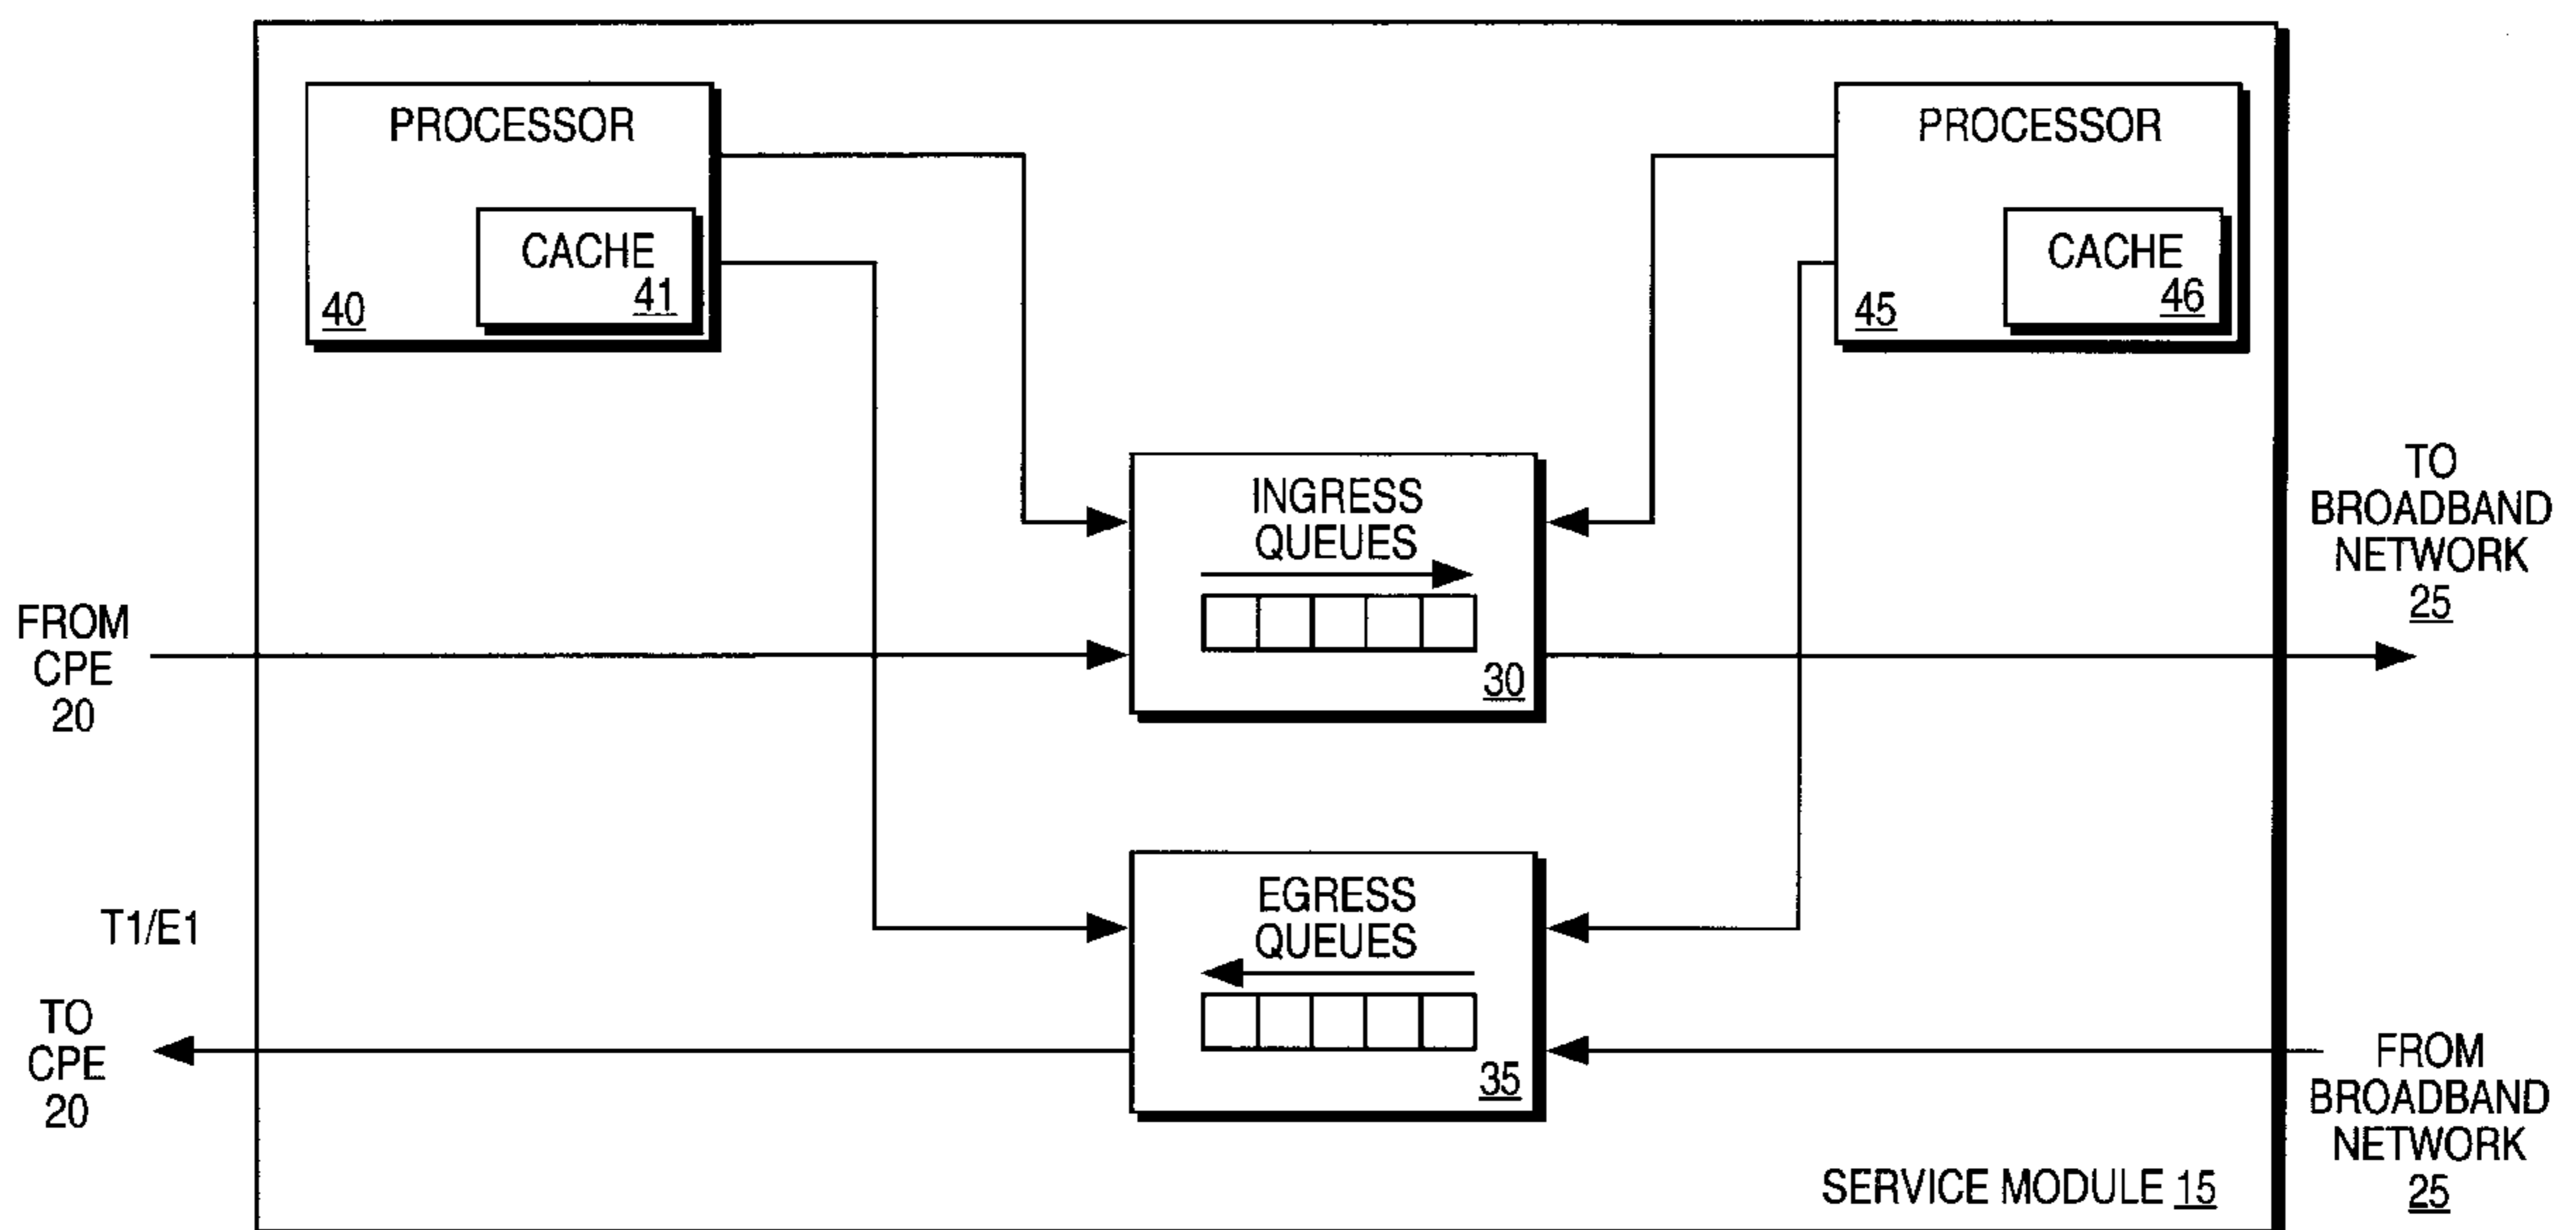 PROCESSOR
CACHE
41
40
PROCESSOR
CACHE
46
45
INGRESS
QUEUES
30
FROM
CPE
20
TO
BROADBAND
NETWORK
25
EGRESS
QUEUES
35
T1/E1
TO
CPE
20
FROM
BROADBAND
NETWORK
25
SERVICE MODULE 15